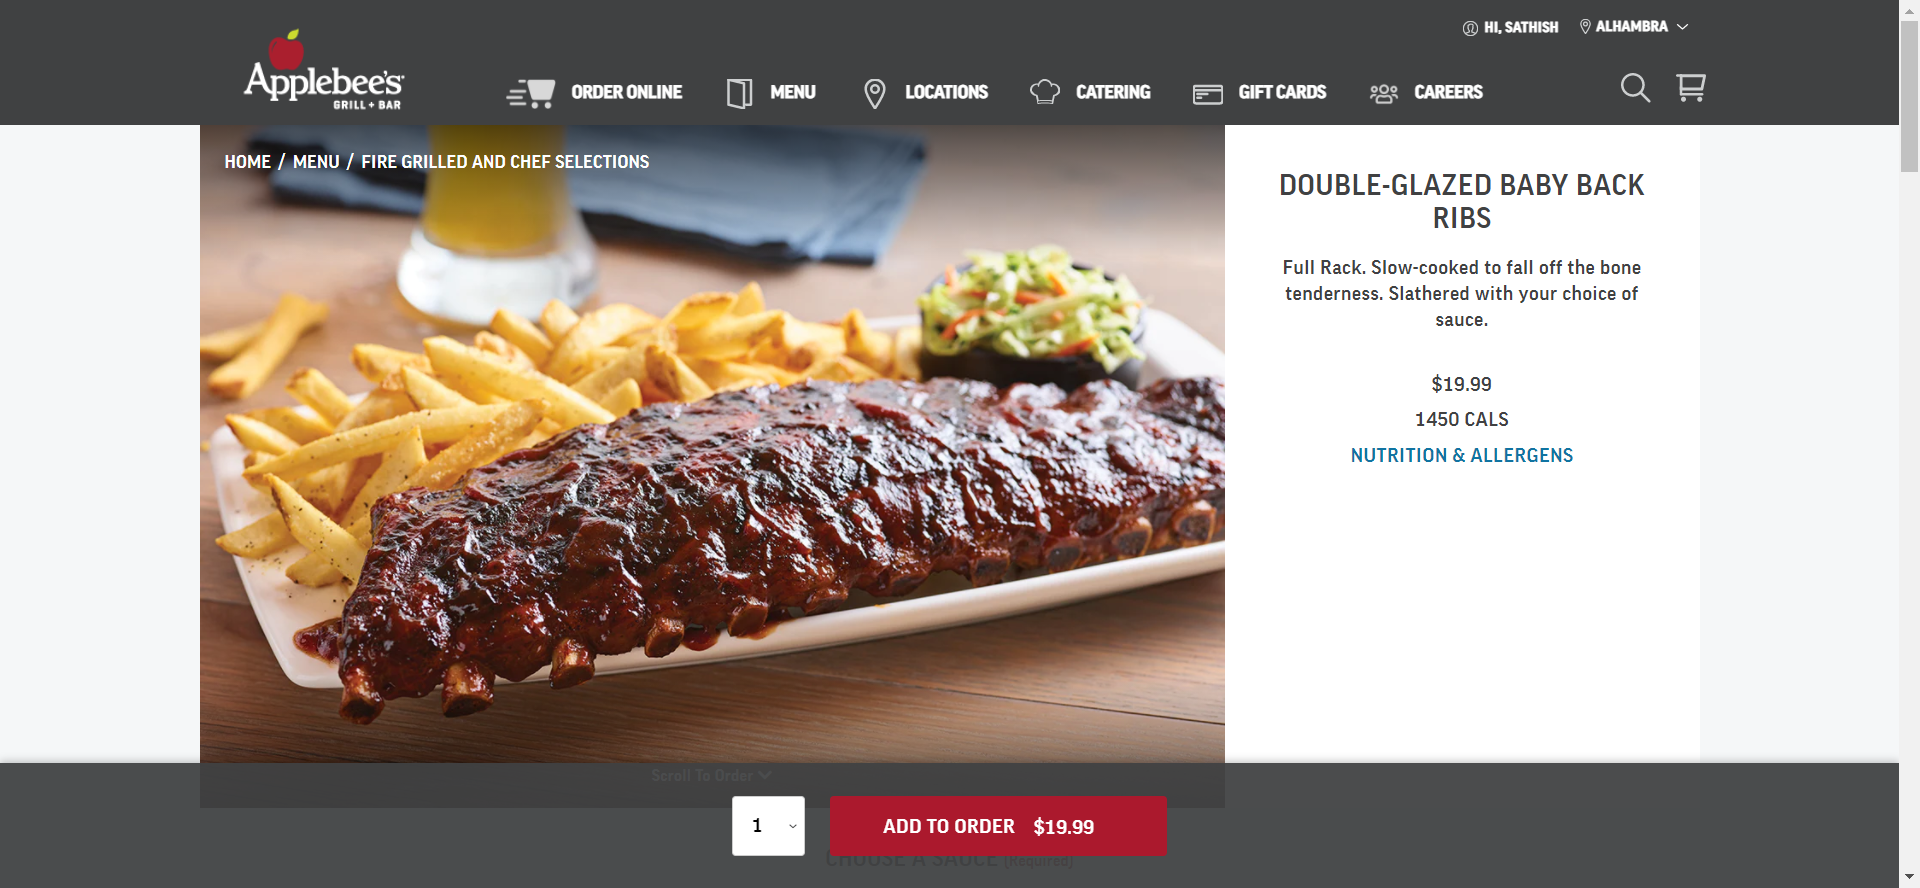 HI, SATHISH
ALHAMBRA
Applebee's
GRILL + BAR
ORDER ONLINE
MENU
LOCATIONS
CATERING
GIFT CARDS
CAREERS
HOME / MENU / FIRE GRILLED AND CHEF SELECTIONS
DOUBLE-GLAZED BABY BACK
RIBS
Full Rack. Slow-cooked to fall off the bone
tenderness. Slathered with your choice of
sauce.
$19.99
1450 CALS
NUTRITION & ALLERGENS
Scroll To Order
1
ADD TO ORDER $19.99
CHOOSE A SAUCE (Required)